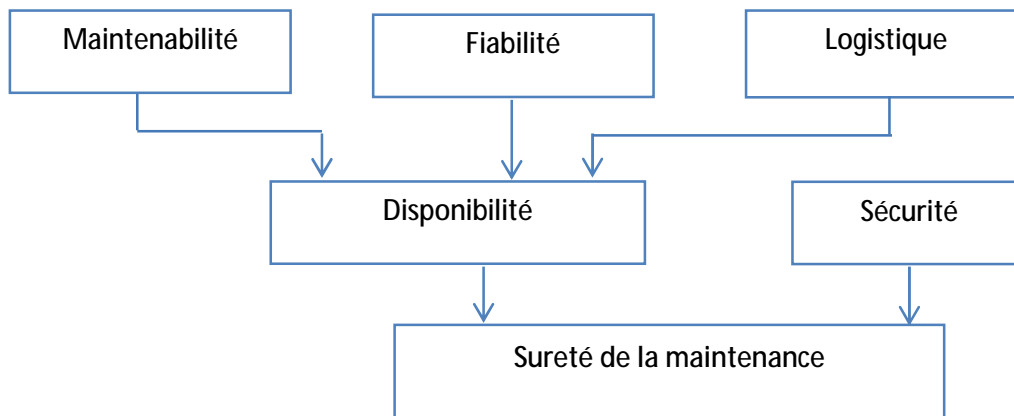 Maintenabilité
Fiabilité
Logistique
Disponibilité
Sécurité
Sureté de la maintenance